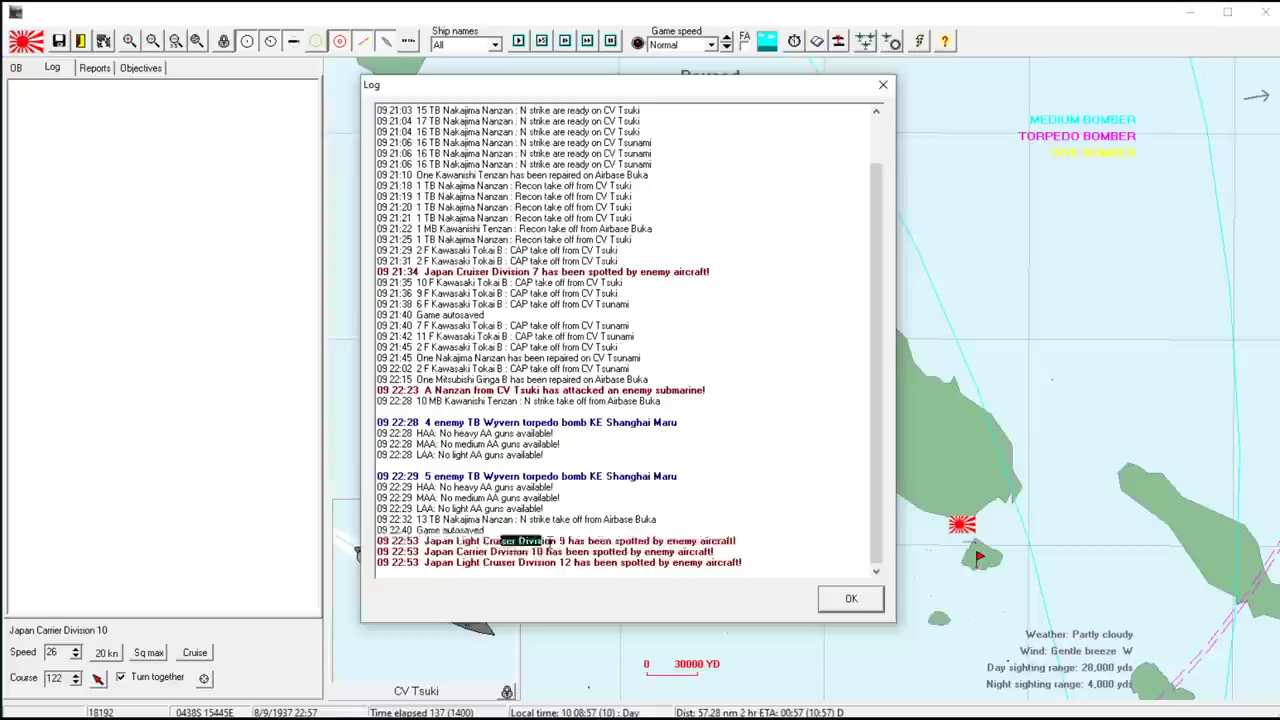 Ship names
All
Game speed
Normal
FA
OB
Log
Reports
Objectives
Log
MEDIUM BOMBER
TORPEDO BOMBER
DIVE BOMBER
09 21:03 15 TB Nakajima Nanzan : N strike are ready on CV Tsuki
09 21:04 17 TB Nakajima Nanzan : N strike are ready on CV Tsuki
09 21:04 16 TB Nakajima Nanzan : N strike are ready on CV Tsuki
09 21:06 16 TB Nakajima Nanzan : N strike are ready on CV Tsunami
09 21:06 16 TB Nakajima Nanzan : N strike are ready on CV Tsunami
09 21:06 16 TB Nakajima Nanzan : N strike are ready on CV Tsunami
09 21:10 One Kawanishi Tenzan has been repaired on Airbase Buka
09 21:18 1 TB Nakajima Nanzan : Recon take off from CV Tsuki
09 21:19 1 TB Nakajima Nanzan : Recon take off from CV Tsuki
09 21:20 1 TB Nakajima Nanzan : Recon take off from CV Tsuki
09 21:21 1 TB Nakajima Nanzan : Recon take off from CV Tsuki
09 21:22 1 MB Kawanishi Tenzan : Recon take off from Airbase Buka
09 21:25 1 TB Nakajima Nanzan : Recon take off from CV Tsuki
09 21:29 2 F Kawasaki Tokai B : CAP take off from CV Tsuki
09 21:31 2 F Kawasaki Tokai B : CAP take off from CV Tsuki
09 21:34 Japan Cruiser Division 7 has been spotted by enemy aircraft!
09 21:35 10 F Kawasaki Tokai B : CAP take off from CV Tsuki
09 21:36 9 F Kawasaki Tokai B : CAP take off from CV Tsuki
09 21:38 6 F Kawasaki Tokai B : CAP take off from CV Tsunami
09 21:40 Game autosaved
09 21:40 7 F Kawasaki Tokai B : CAP take off from CV Tsunami
09 21:42 11 F Kawasaki Tokai B : CAP take off from CV Tsunami
09 21:45 2 F Kawasaki Tokai B : CAP take off from CV Tsuki
09 21:45 One Nakajima Nanzan has been repaired on CV Tsunami
09 22:02 2 F Kawasaki Tokai B : CAP take off from CV Tsuki
09 22:15 One Mitsubishi Ginga B has been repaired on Airbase Buka
09 22:23 A Nanzan from CV Tsuki has attacked an enemy submarine!
09 22:28 10 MB Kawanishi Tenzan : N strike take off from Airbase Buka
09 22:28 4 enemy TB Wyvern torpedo bomb KE Shanghai Maru
09 22:28 HAA: No heavy AA guns available!
09 22:28 MAA: No medium AA guns available!
09 22:28 LAA: No light AA guns available!
09 22:29 5 enemy TB Wyvern torpedo bomb KE Shanghai Maru
09 22:29 HAA: No heavy AA guns available!
09 22:29 MAA: No medium AA guns available!
09 22:29 LAA: No light AA guns available!
09 22:32 13 TB Nakajima Nanzan : N strike take off from Airbase Buka
09 22:40 Game autosaved
09 22:53 Japan Light Cruiser Division 9 has been spotted by enemy aircraft!
09 22:53 Japan Carrier Division 10 has been spotted by enemy aircraft!
09 22:53 Japan Light Cruiser Division 12 has been spotted by enemy aircraft!
OK
Japan Carrier Division 10
Speed 26 20 kn Sq max Cruise
Course 122 Turn together
CV Tsuki
0 30000 YD
Weather: Partly cloudy
Wind: Gentle breeze W
Day sighting range: 28,000 yds
Night sighting range: 4,000 yds
18192
0438S 15445E
8/9/1937 22:57
Time elapsed 137 (1400)
Local time: 10 08:57 (10) : Day
Dist: 57.28 nm 2 hr ETA: 00:57 (10:57) D